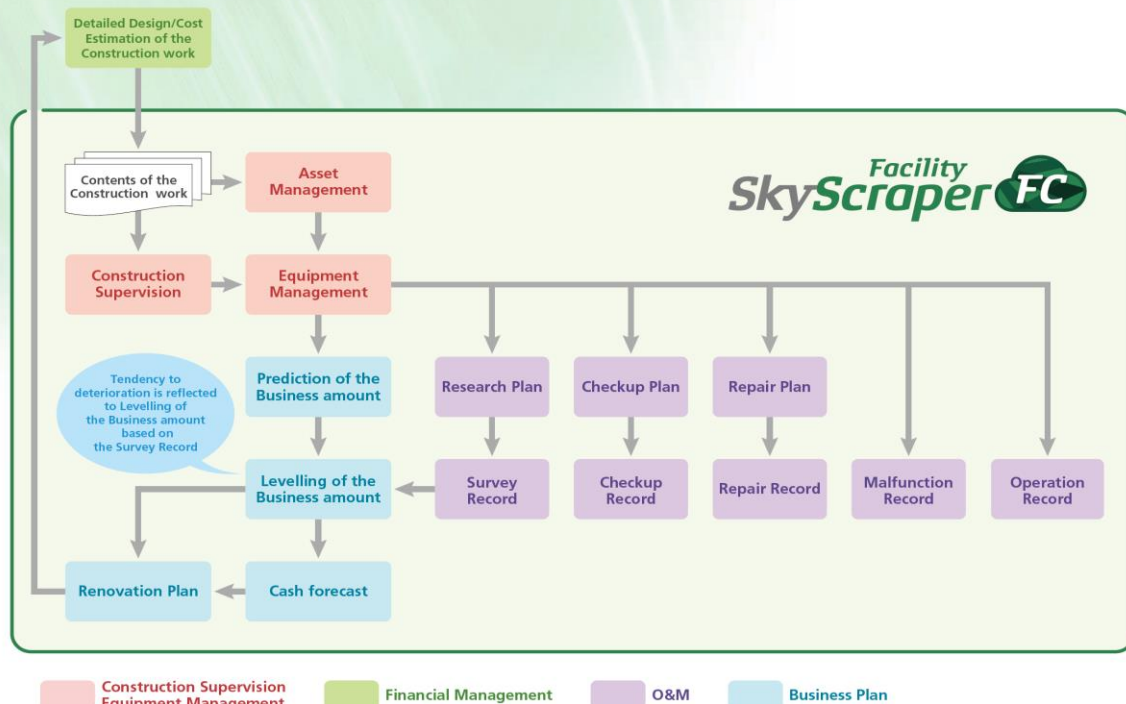 Detailed Design/Cost
Estimation of the
Construction work
Facility
SkyScraper FC
Contents of the
Construction work
Asset
Management
Construction
Supervision
Equipment
Management
Tendency to
deterioration is reflected
to Levelling of
the Business amount
based on
the Survey Record
Prediction of the
Business amount
Research Plan
Checkup Plan
Repair Plan
Levelling of the
Business amount
Survey
Record
Checkup
Record
Repair Record
Malfunction
Record
Operation
Record
Renovation Plan
Cash forecast
Construction Supervision
Equipment Management
Financial Management
O&M
Business Plan